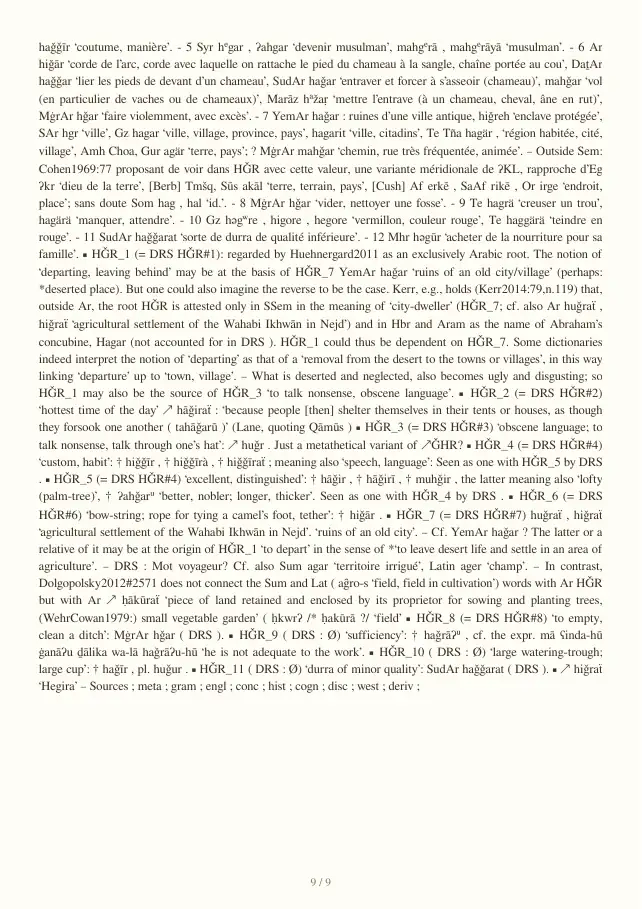 haǧǧīr ‘coutume, manière’. - 5 Syr hᵉgar , ʔahgar ‘devenir musulman’, mahgᵉrā , mahgᵉrāyā ‘musulman’. - 6 Ar
hiǧār ‘corde de l’arc, corde avec laquelle on rattache le pied du chameau à la sangle, chaîne portée au cou’, DaṯAr
haǧǧar ‘lier les pieds de devant d’un chameau’, SudAr haǧar ‘entraver et forcer à s’asseoir (chameau)’, mahǧar ‘vol
(en particulier de vaches ou de chameaux)’, Marāz hᵃžaṛ ‘mettre l’entrave (à un chameau, cheval, âne en rut)’,
MġrAr hǧar ‘faire violemment, avec excès’. - 7 YemAr haǧar : ruines d’une ville antique, hiǧreh ‘enclave protégée’,
SAr hgr ‘ville’, Gz hagar ‘ville, village, province, pays’, hagarit ‘ville, citadins’, Te Tña hagär , ‘région habitée, cité,
village’, Amh Choa, Gur agär ‘terre, pays’; ? MġrAr mahǧar ‘chemin, rue très fréquentée, animée’. – Outside Sem:
Cohen1969:77 proposant de voir dans HǦR avec cette valeur, une variante méridionale de ʔKL, rapproche d’Eg
ʔkr ‘dieu de la terre’, [Berb] Tmšq, Sūs akāl ‘terre, terrain, pays’, [Cush] Af erkē , SaAf rikē , Or irge ‘endroit,
place’; sans doute Som hag , hal ‘id.’. - 8 MġrAr hǧar ‘vider, nettoyer une fosse’. - 9 Te hagrä ‘creuser un trou’,
hagärä ‘manquer, attendre’. - 10 Gz həgʷre , higore , hegore ‘vermillon, couleur rouge’, Te haggärä ‘teindre en
rouge’. - 11 SudAr haǧǧarat ‘sorte de durra de qualité inférieure’. - 12 Mhr həgūr ‘acheter de la nourriture pour sa
famille’. ▪ HǦR_1 (= DRS HǦR#1): regarded by Huehnergard2011 as an exclusively Arabic root. The notion of
‘departing, leaving behind’ may be at the basis of HǦR_7 YemAr haǧar ‘ruins of an old city/village’ (perhaps:
*deserted place). But one could also imagine the reverse to be the case. Kerr, e.g., holds (Kerr2014:79,n.119) that,
outside Ar, the root HǦR is attested only in SSem in the meaning of ‘city-dweller’ (HǦR_7; cf. also Ar huǧraẗ ,
hiǧraẗ ‘agricultural settlement of the Wahabi Ikhwān in Nejd’) and in Hbr and Aram as the name of Abraham’s
concubine, Hagar (not accounted for in DRS ). HǦR_1 could thus be dependent on HǦR_7. Some dictionaries
indeed interpret the notion of ‘departing’ as that of a ‘removal from the desert to the towns or villages’, in this way
linking ‘departure’ up to ‘town, village’. – What is deserted and neglected, also becomes ugly and disgusting; so
HǦR_1 may also be the source of HǦR_3 ‘to talk nonsense, obscene language’. ▪ HǦR_2 (= DRS HǦR#2)
‘hottest time of the day’ ↗ hāǧiraẗ : ‘because people [then] shelter themselves in their tents or houses, as though
they forsook one another ( tahāǧarū )’ (Lane, quoting Qāmūs ) ▪ HǦR_3 (= DRS HǦR#3) ‘obscene language; to
talk nonsense, talk through one’s hat’: ↗ huǧr . Just a metathetical variant of ↗ǦHR? ▪ HǦR_4 (= DRS HǦR#4)
‘custom, habit’: † hiǧǧīr , † hiǧǧīrà , † hiǧǧīraẗ ; meaning also ‘speech, language’: Seen as one with HǦR_5 by DRS
. ▪ HǦR_5 (= DRS HǦR#4) ‘excellent, distinguished’: † hāǧir , † hāǧirī , † muhǧir , the latter meaning also ‘lofty
(palm-tree)’, † ʔahǧarᵘ ‘better, nobler; longer, thicker’. Seen as one with HǦR_4 by DRS . ▪ HǦR_6 (= DRS
HǦR#6) ‘bow-string; rope for tying a camel’s foot, tether’: † hiǧār . ▪ HǦR_7 (= DRS HǦR#7) huǧraẗ , hiǧraẗ
‘agricultural settlement of the Wahabi Ikhwān in Nejd’. ‘ruins of an old city’. – Cf. YemAr haǧar ? The latter or a
relative of it may be at the origin of HǦR_1 ‘to depart’ in the sense of *‘to leave desert life and settle in an area of
agriculture’. – DRS : Mot voyageur? Cf. also Sum agar ‘territoire irrigué’, Latin ager ‘champ’. – In contrast,
Dolgopolsky2012#2571 does not connect the Sum and Lat ( aĝro-s ‘field, field in cultivation’) words with Ar HǦR
but with Ar ↗ ḥākūraẗ ‘piece of land retained and enclosed by its proprietor for sowing and planting trees,
(WehrCowan1979:) small vegetable garden’ ( ḥkwrʔ /* ḥakūrā ?/ ‘field’ ▪ HǦR_8 (= DRS HǦR#8) ‘to empty,
clean a ditch’: MġrAr hǧar ( DRS ). ▪ HǦR_9 ( DRS : Ø) ‘sufficiency’: † haǧrāʔᵘ , cf. the expr. mā ʕinda-hū
ġanāʔu ḏālika wa-lā haǧrāʔu-hū ‘he is not adequate to the work’. ▪ HǦR_10 ( DRS : Ø) ‘large watering-trough;
large cup’: † haǧīr , pl. huǧur . ▪ HǦR_11 ( DRS : Ø) ‘durra of minor quality’: SudAr haǧǧarat ( DRS ). ▪ ↗ hiǧraẗ
‘Hegira’ – Sources ; meta ; gram ; engl ; conc ; hist ; cogn ; disc ; west ; deriv ;
9 / 9